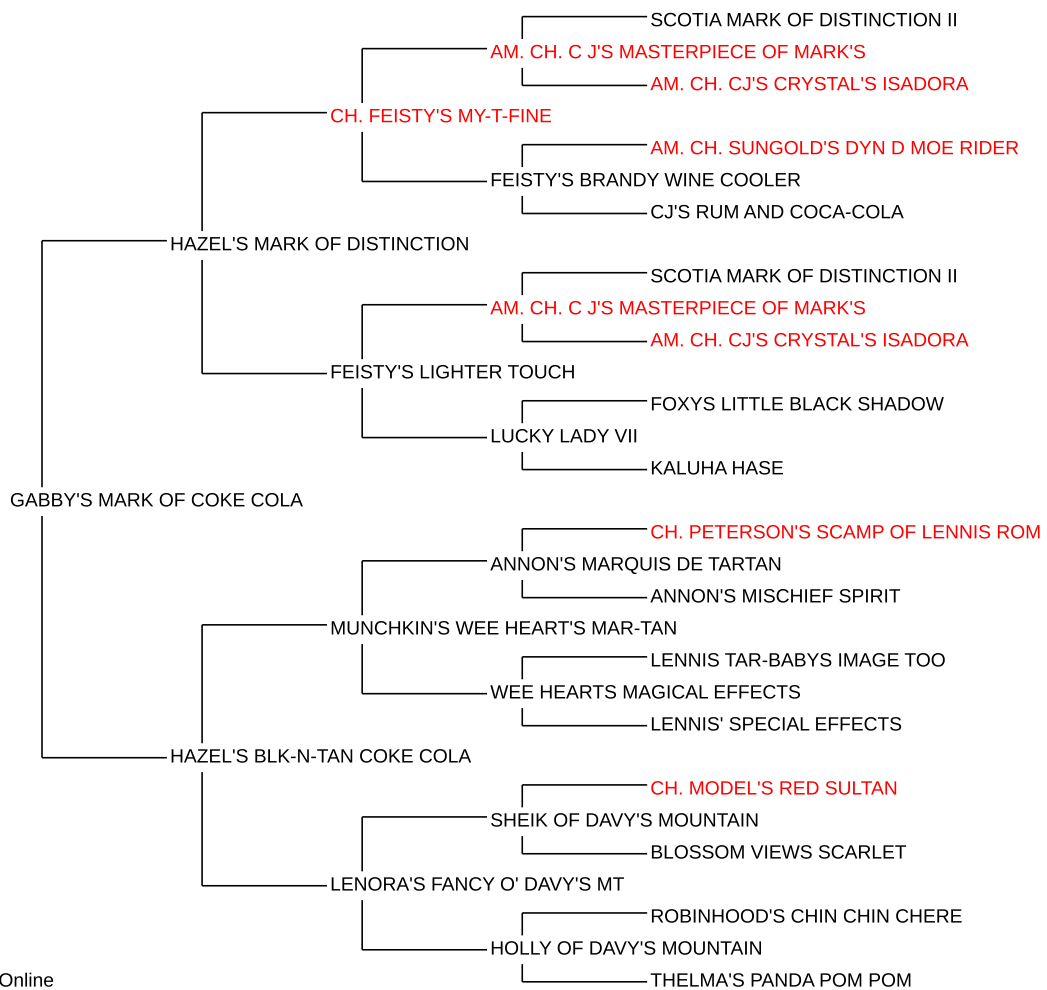 SCOTIA MARK OF DISTINCTION II
AM. CH. C J'S MASTERPIECE OF MARK'S
AM. CH. CJ'S CRYSTAL'S ISADORA
CH. FEISTY'S MY-T-FINE
AM. CH. SUNGOLD'S DYN D MOE RIDER
FEISTY'S BRANDY WINE COOLER
CJ'S RUM AND COCA-COLA
HAZEL'S MARK OF DISTINCTION
SCOTIA MARK OF DISTINCTION II
AM. CH. C J'S MASTERPIECE OF MARK'S
AM. CH. CJ'S CRYSTAL'S ISADORA
FEISTY'S LIGHTER TOUCH
FOXYS LITTLE BLACK SHADOW
LUCKY LADY VII
KALUHA HASE
GABBY'S MARK OF COKE COLA
CH. PETERSON'S SCAMP OF LENNIS ROM
ANNON'S MARQUIS DE TARTAN
ANNON'S MISCHIEF SPIRIT
MUNCHKIN'S WEE HEART'S MAR-TAN
LENNIS TAR-BABYS IMAGE TOO
WEE HEARTS MAGICAL EFFECTS
LENNIS' SPECIAL EFFECTS
HAZEL'S BLK-N-TAN COKE COLA
CH. MODEL'S RED SULTAN
SHEIK OF DAVY'S MOUNTAIN
BLOSSOM VIEWS SCARLET
LENORA'S FANCY O' DAVY'S MT
ROBINHOOD'S CHIN CHIN CHERE
HOLLY OF DAVY'S MOUNTAIN
THELMA'S PANDA POM POM
Online